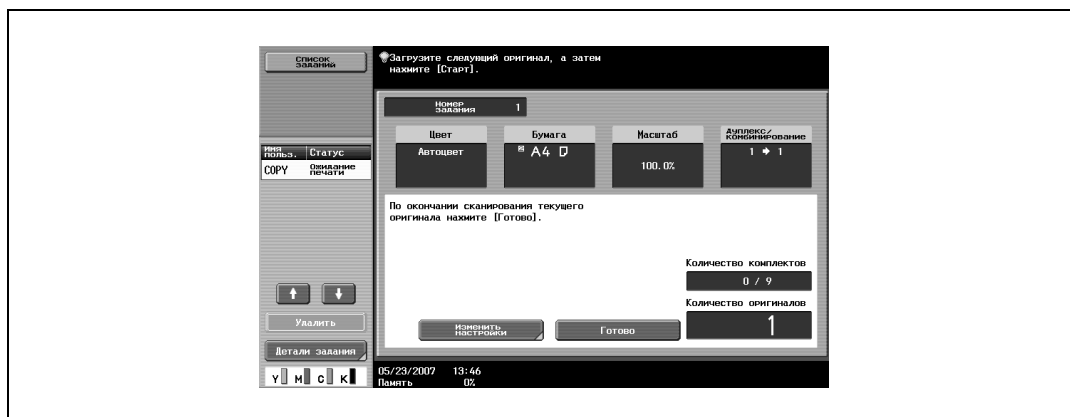 Список
заданий
Загрузите следующий оригинал, а затем
нажмите [Старт].
Номер
задания 1
Цвет
Автоцвет
Бумага
A4
Масштаб
100.0%
Дуплекс/
Комбинирование
1 → 1
Имя
польз. Статус
COPY Ожидание
печати
По окончании сканирования текущего
оригинала нажмите [Готово].
Количество комплектов
0 / 9
Количество оригиналов
1
Изменить
настройки
Готово
Удалить
Детали задания
Y M C K
05/23/2007 13:46
Память 0%